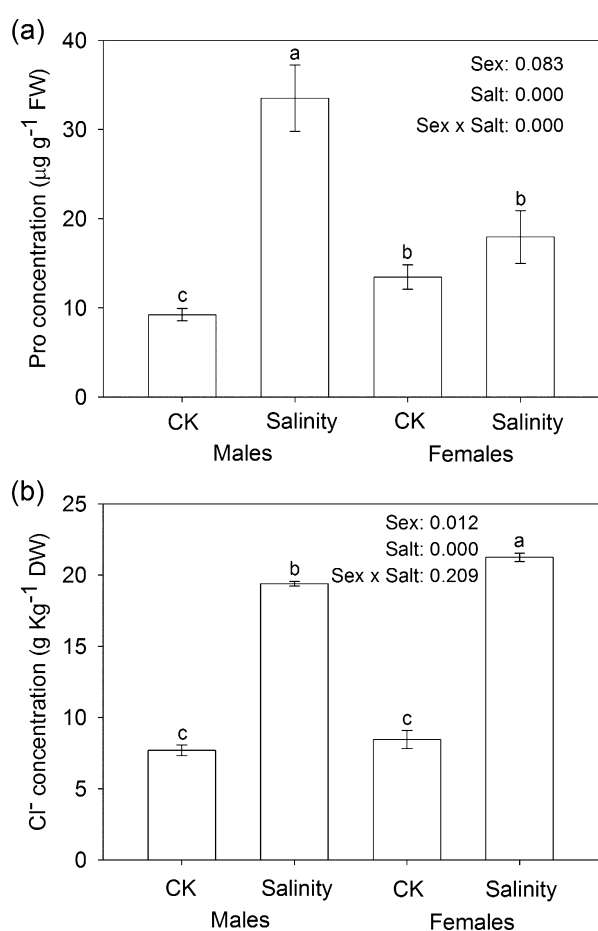 (a)
Pro concentration (µg g-1 FW)
40
30
20
10
0
Sex: 0.083
Salt: 0.000
Sex x Salt: 0.000
c
a
b
b
CK Salinity CK Salinity
Males Females
(b)
Cl- concentration (g Kg-1 DW)
25
20
15
10
5
0
Sex: 0.012
Salt: 0.000
Sex x Salt: 0.209
c
b
c
a
CK Salinity CK Salinity
Males Females